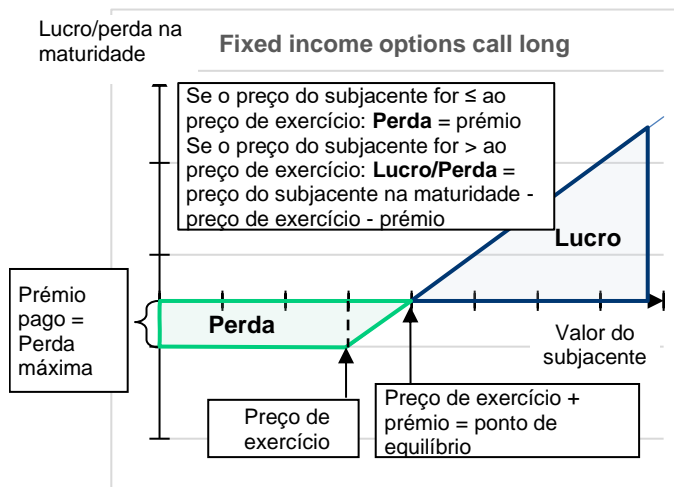 Lucro/perda na
maturidade
Fixed income options call long
Se o preço do subjacente for ≤ ao
preço de exercício: Perda = prémio
Se o preço do subjacente for > ao
preço de exercício: Lucro/Perda =
preço do subjacente na maturidade -
preço de exercício - prémio
Lucro
Prémio
pago =
Perda
máxima
Perda
Valor do
subjacente
Preço de
exercício
Preço de exercício +
prémio = ponto de
equilíbrio